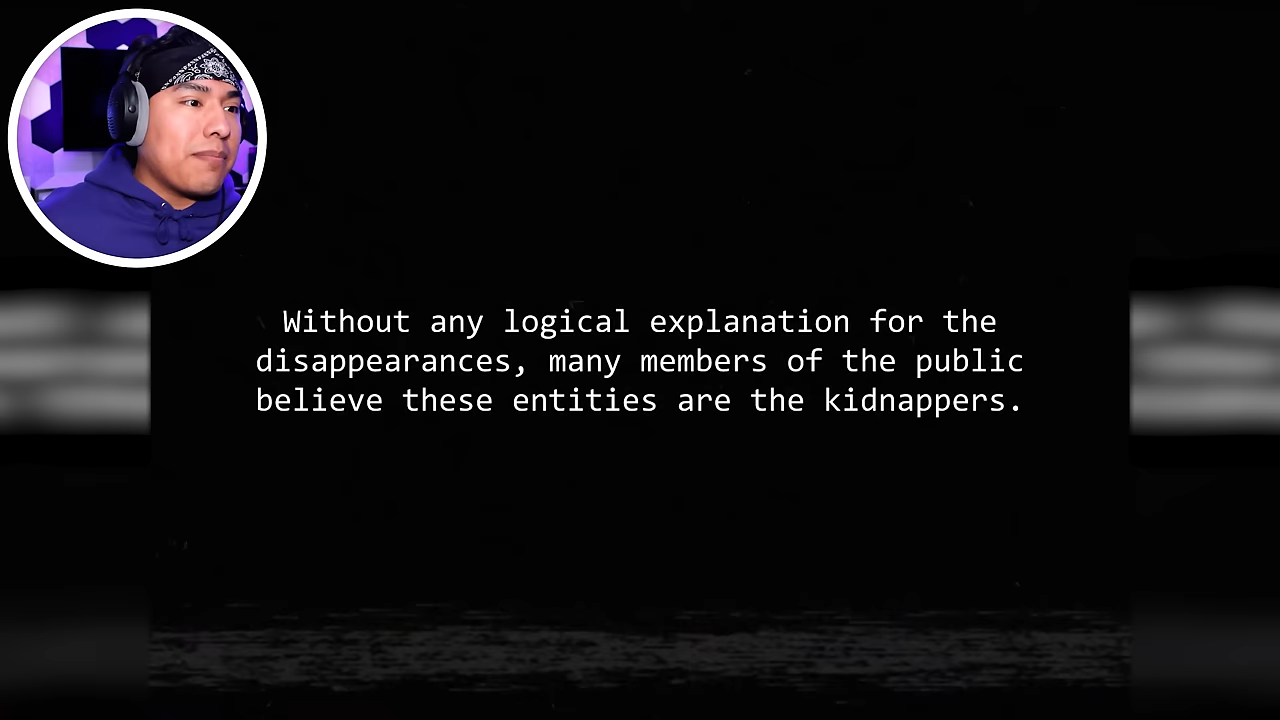 Without any logical explanation for the
disappearances, many members of the public
believe these entities are the kidnappers.